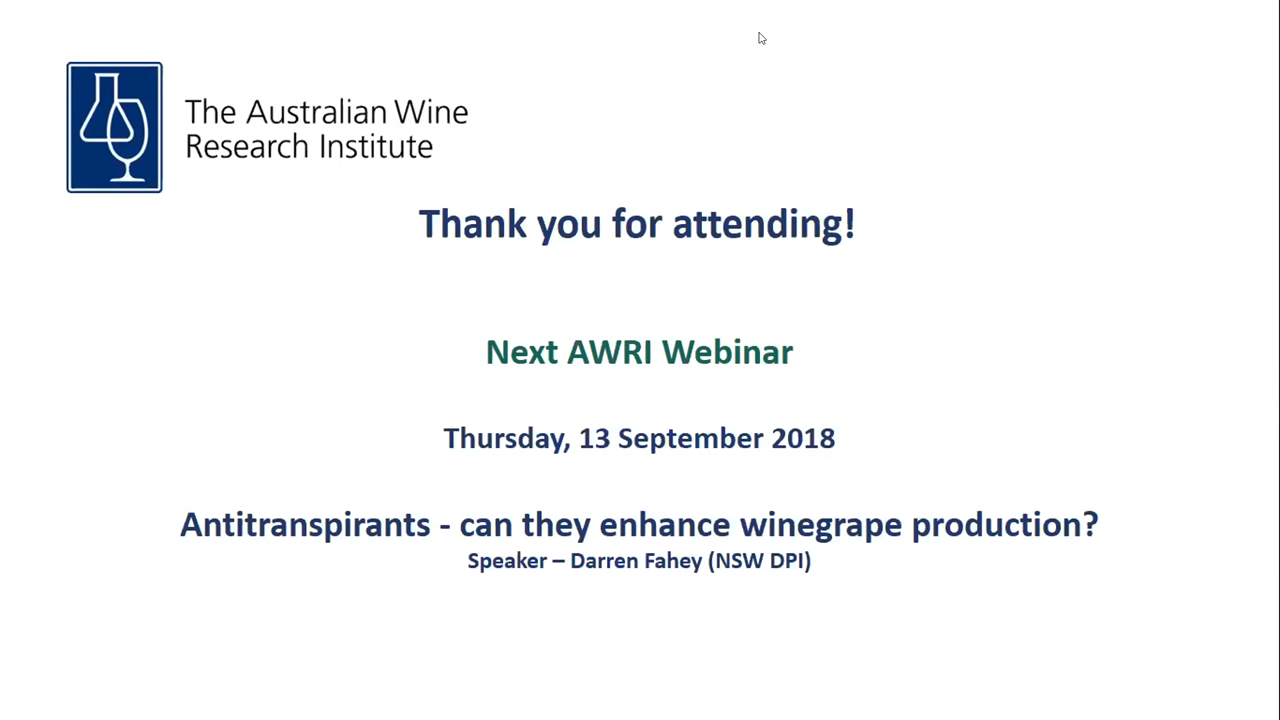 The Australian Wine
Research Institute
Thank you for attending!
Next AWRI Webinar
Thursday, 13 September 2018
Antitranspirants - can they enhance winegrape production?
Speaker – Darren Fahey (NSW DPI)